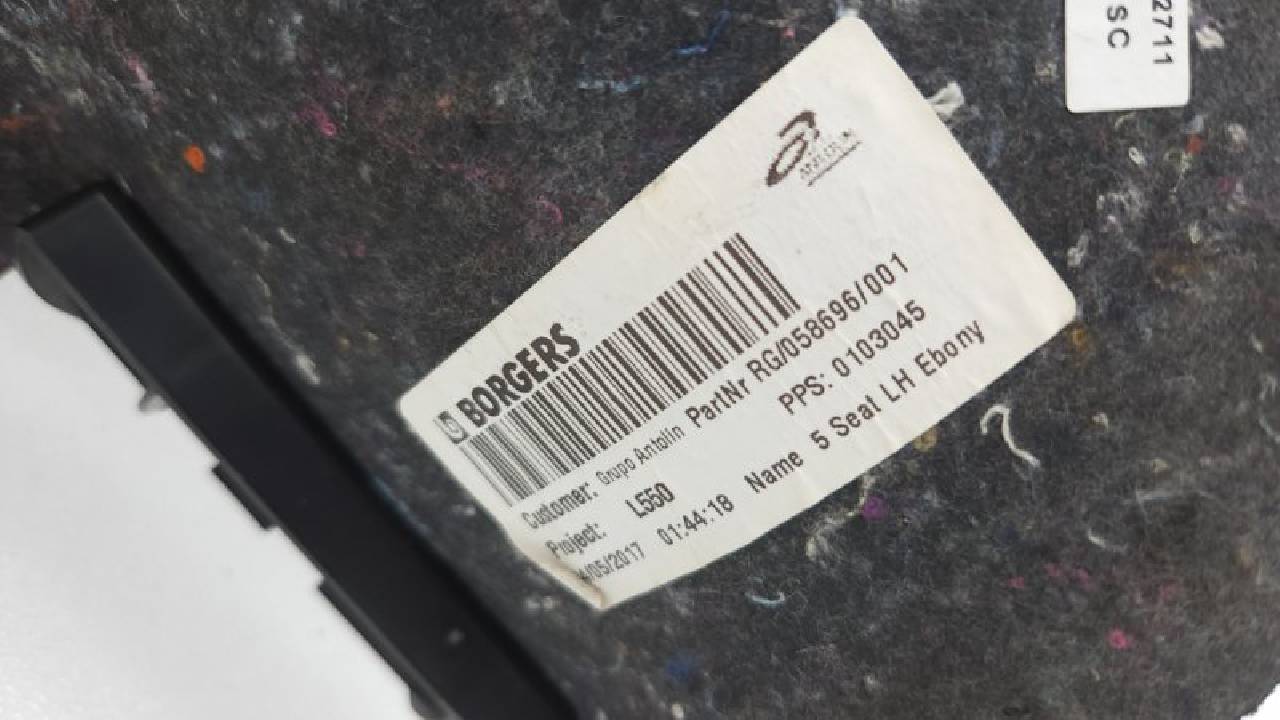 2711
SC
ANTOLIN
BORGERS
Customer: Grupo Antolin PartNr RG/058696/001
Project: L550 PPS: 0103045
/05/2017 01:44:18 Name 5 Seat LH Ebony